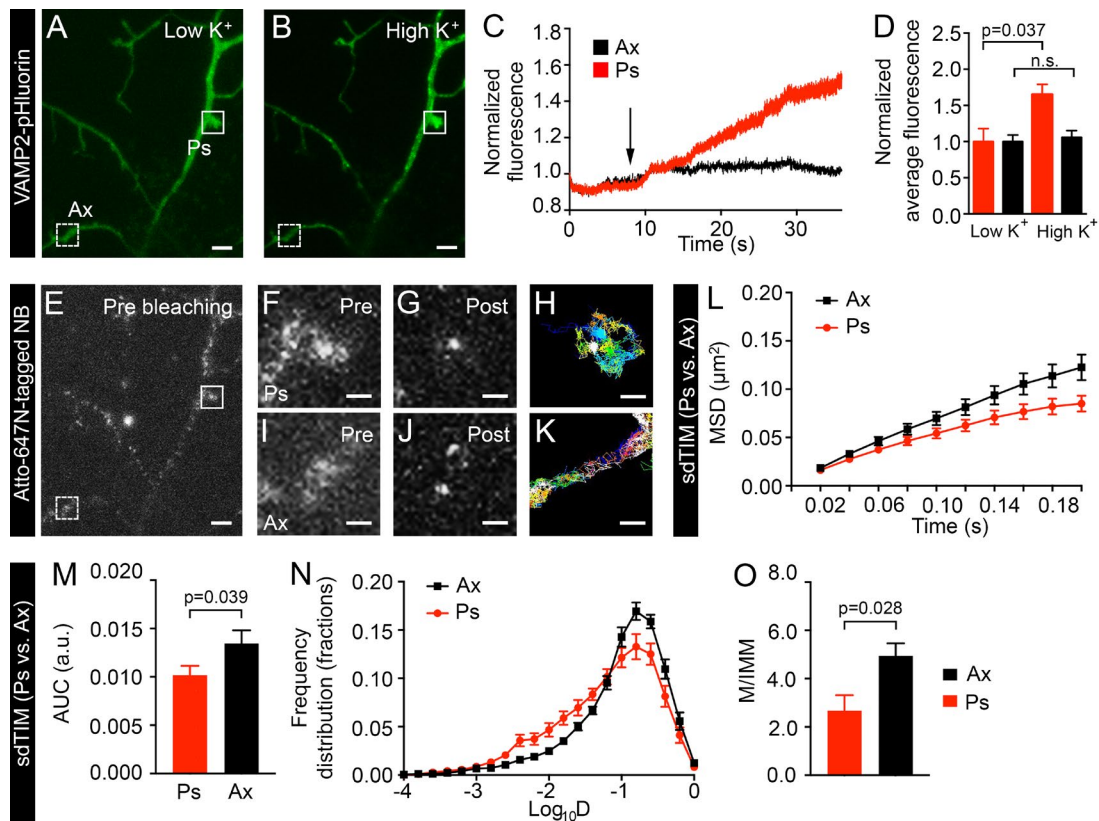 VAMP2-pHluorin
A
Low K+
Ps
Ax
B
High K+
C
Ax
Ps
Normalized
fluorescence
1.8
1.6
1.4
1.2
1.0
0.8
0 10 20 30
Time (s)
D
p=0.037
n.s.
Normalized
average fluorescence
2.5
2.0
1.5
1.0
0.5
0.0
Low K+ High K+
Atto-647N-tagged NB
E
Pre bleaching
F
Pre
Ps
G
Post
H
I
Pre
Ax
J
Post
K
sdTIM (Ps vs. Ax)
L
Ax
Ps
MSD (μm²)
0.20
0.15
0.10
0.05
0.00
0.02 0.06 0.10 0.12 0.14 0.18
Time (s)
sdTIM (Ps vs. Ax)
M
p=0.039
AUC (a.u.)
0.020
0.015
0.010
0.005
0.000
Ps Ax
N
Ax
Ps
Frequency
distribution (fractions)
0.20
0.15
0.10
0.05
0.00
-4 -3 -2 -1 0
Log10D
O
p=0.028
M/IMM
8.0
6.0
4.0
2.0
0.0
Ax
Ps